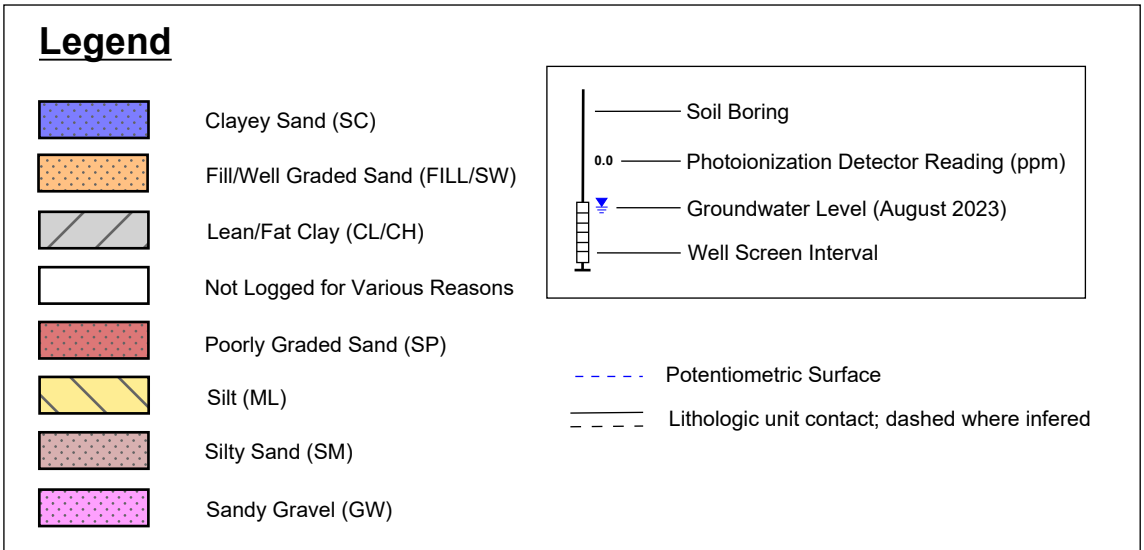 Legend
Clayey Sand (SC)
Fill/Well Graded Sand (FILL/SW)
Lean/Fat Clay (CL/CH)
Not Logged for Various Reasons
Poorly Graded Sand (SP)
Silt (ML)
Silty Sand (SM)
Sandy Gravel (GW)
Soil Boring
0.0 Photoionization Detector Reading (ppm)
Groundwater Level (August 2023)
Well Screen Interval
Potentiometric Surface
Lithologic unit contact; dashed where infered